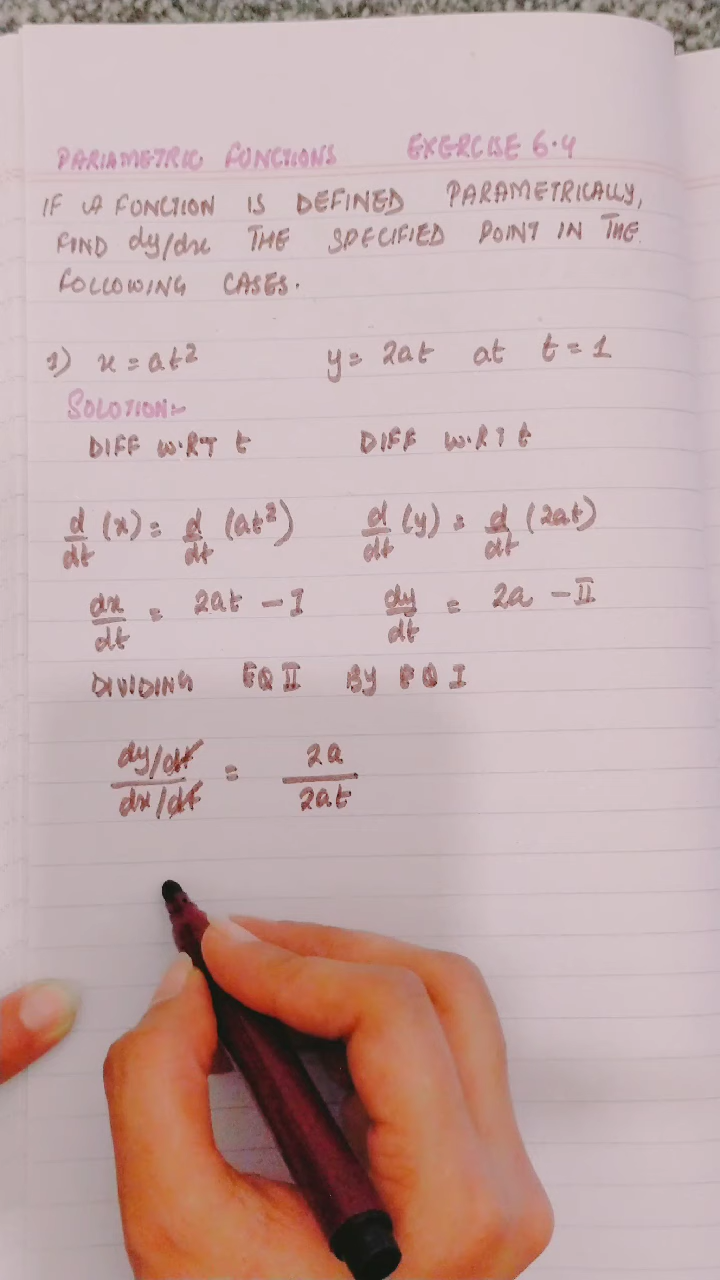 PARAMETRIC FUNCTIONS EXERCISE 6.4
IF A FUNCTION IS DEFINED PARAMETRICALLY,
FIND dy/dx THE SPECIFIED POINT IN THE
FOLLOWING CASES.
1) x = at² y = 2at at t = 1
SOLUTION:-
DIFF W.R.T t DIFF W.R.T t
d/dt (x) = d/dt (at²) d/dt (y) = d/dt (2at)
dx/dt = 2at - I dy/dt = 2a - II
DIVIDING EQ II BY EQ I
(dy/dt)/(dx/dt) = 2a/2at